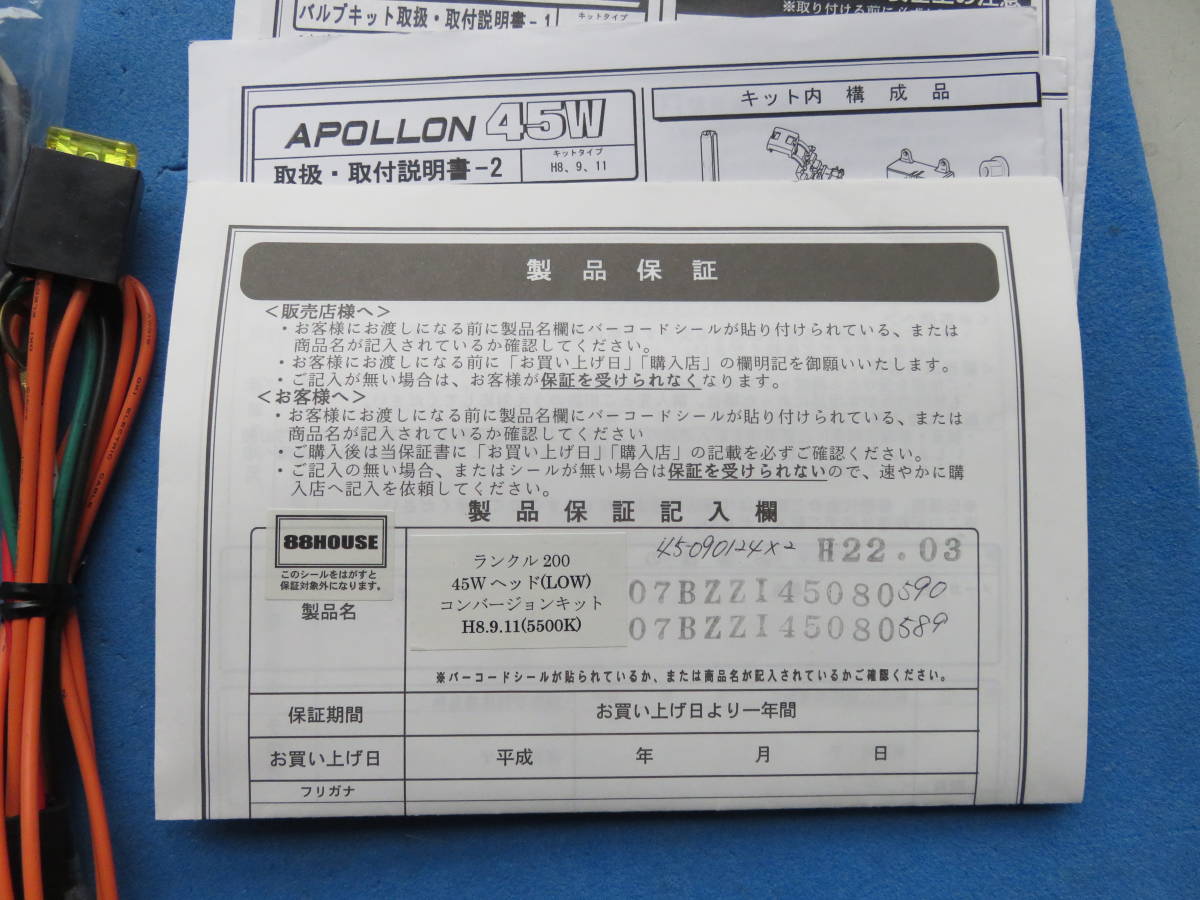 バルブキット取扱・取付説明書-1
キットタイプ
※取り付ける前に必ず
APOLLON 45W
取扱・取付説明書-2
キットタイプ
H8、9、11
キット内 構 成 品
製 品 保 証
＜販売店様へ＞
・お客様にお渡しになる前に製品名欄にバーコードシールが貼り付けられている、または
商品名が記入されているか確認してください。
・お客様にお渡しになる前に「お買い上げ日」「購入店」の欄明記を御願いいたします。
・ご記入が無い場合は、お客様が保証を受けられなくなります。
＜お客様へ＞
・お客様にお渡しになる前に製品名欄にバーコードシールが貼り付けられている、または
商品名が記入されているか確認してください
・ご購入後は当保証書に「お買い上げ日」「購入店」の記載を必ずご確認ください。
・ご記入の無い場合、またはシールが無い場合は保証を受けられないので、速やかに購
入店へ記入を依頼してください。
製 品 保 証 記 入 欄
88HOUSE
このシールをはがすと
保証対象外になります。
製品名
ランクル 200
45W ヘッド(LOW)
コンバージョンキット
H8.9.11(5500K)
45090124×2 H22.03
07BZZI45080590
07BZZI45080589
※バーコードシールが貼られているか、または商品名が記入されているかご確認ください。
保証期間
お買い上げ日より一年間
お買い上げ日
平成 年 月 日
フリガナ